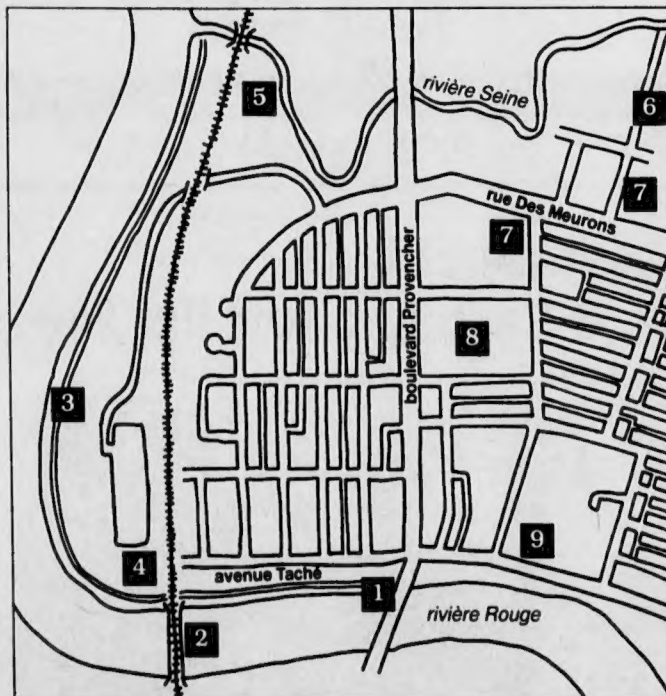 5
rivière Seine
6
7
rue Des Meurons
7
boulevard Provencher
8
3
9
4
avenue Taché
1
rivière Rouge
2